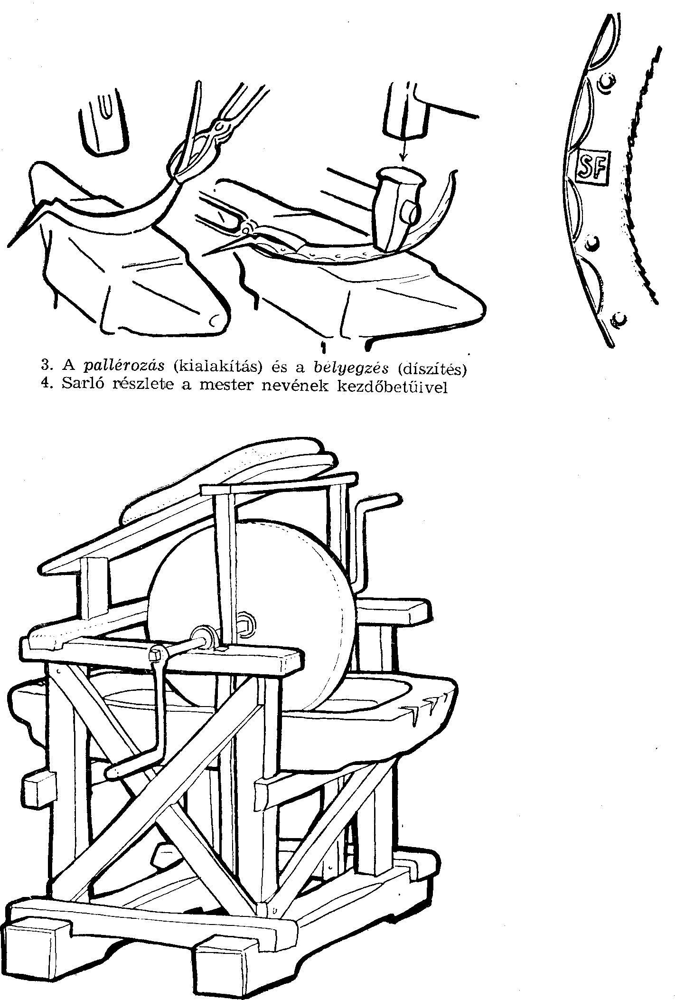 SF
3. A pallérozás (kialakítás) és a bélyegzés (díszítés)
4. Sarló részlete a mester nevének kezdőbetűivel